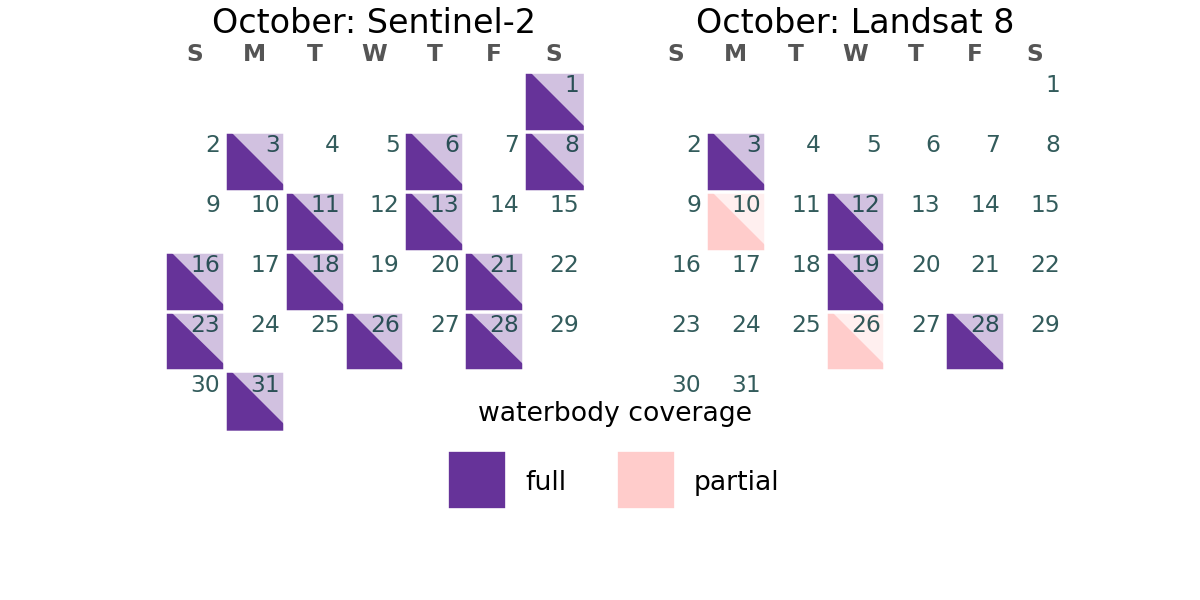 October: Sentinel-2
S M T W T F S
1
2 3 4 5 6 7 8
9 10 11 12 13 14 15
16 17 18 19 20 21 22
23 24 25 26 27 28 29
30 31
October: Landsat 8
S M T W T F S
1
2 3 4 5 6 7 8
9 10 11 12 13 14 15
16 17 18 19 20 21 22
23 24 25 26 27 28 29
30 31
waterbody coverage
full partial